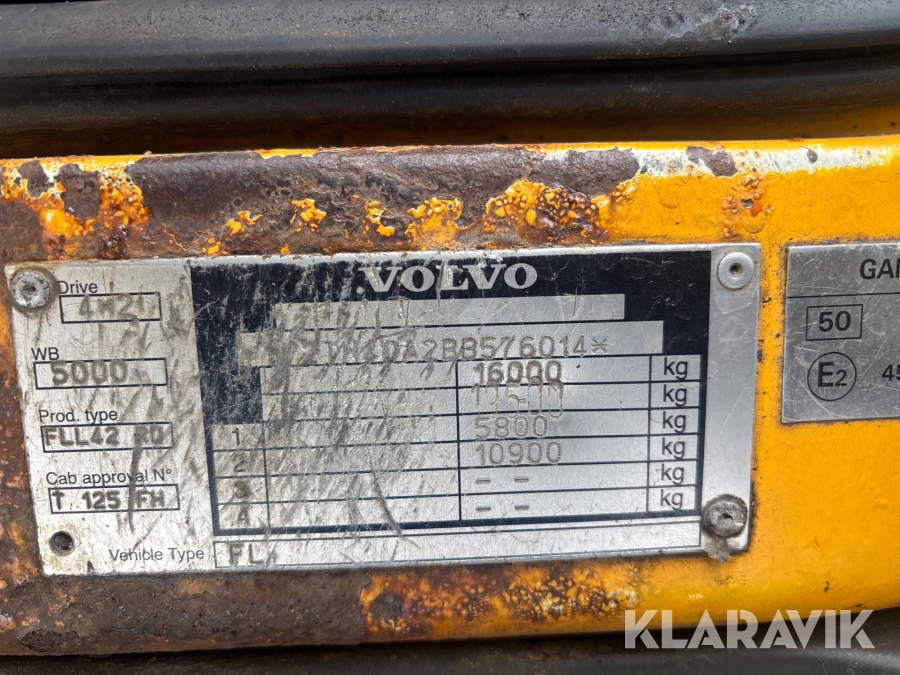 VOLVO
Drive
4*2
WB
5000
Prod. type
FLL42 RD
Cab approval N°
T 125 FH
Vehicle Type
FL
A2BB576014*
16000 kg
kg
1 5800 kg
2 10900 kg
3 - - kg
4 - - kg
50
E2
KLARAVIK